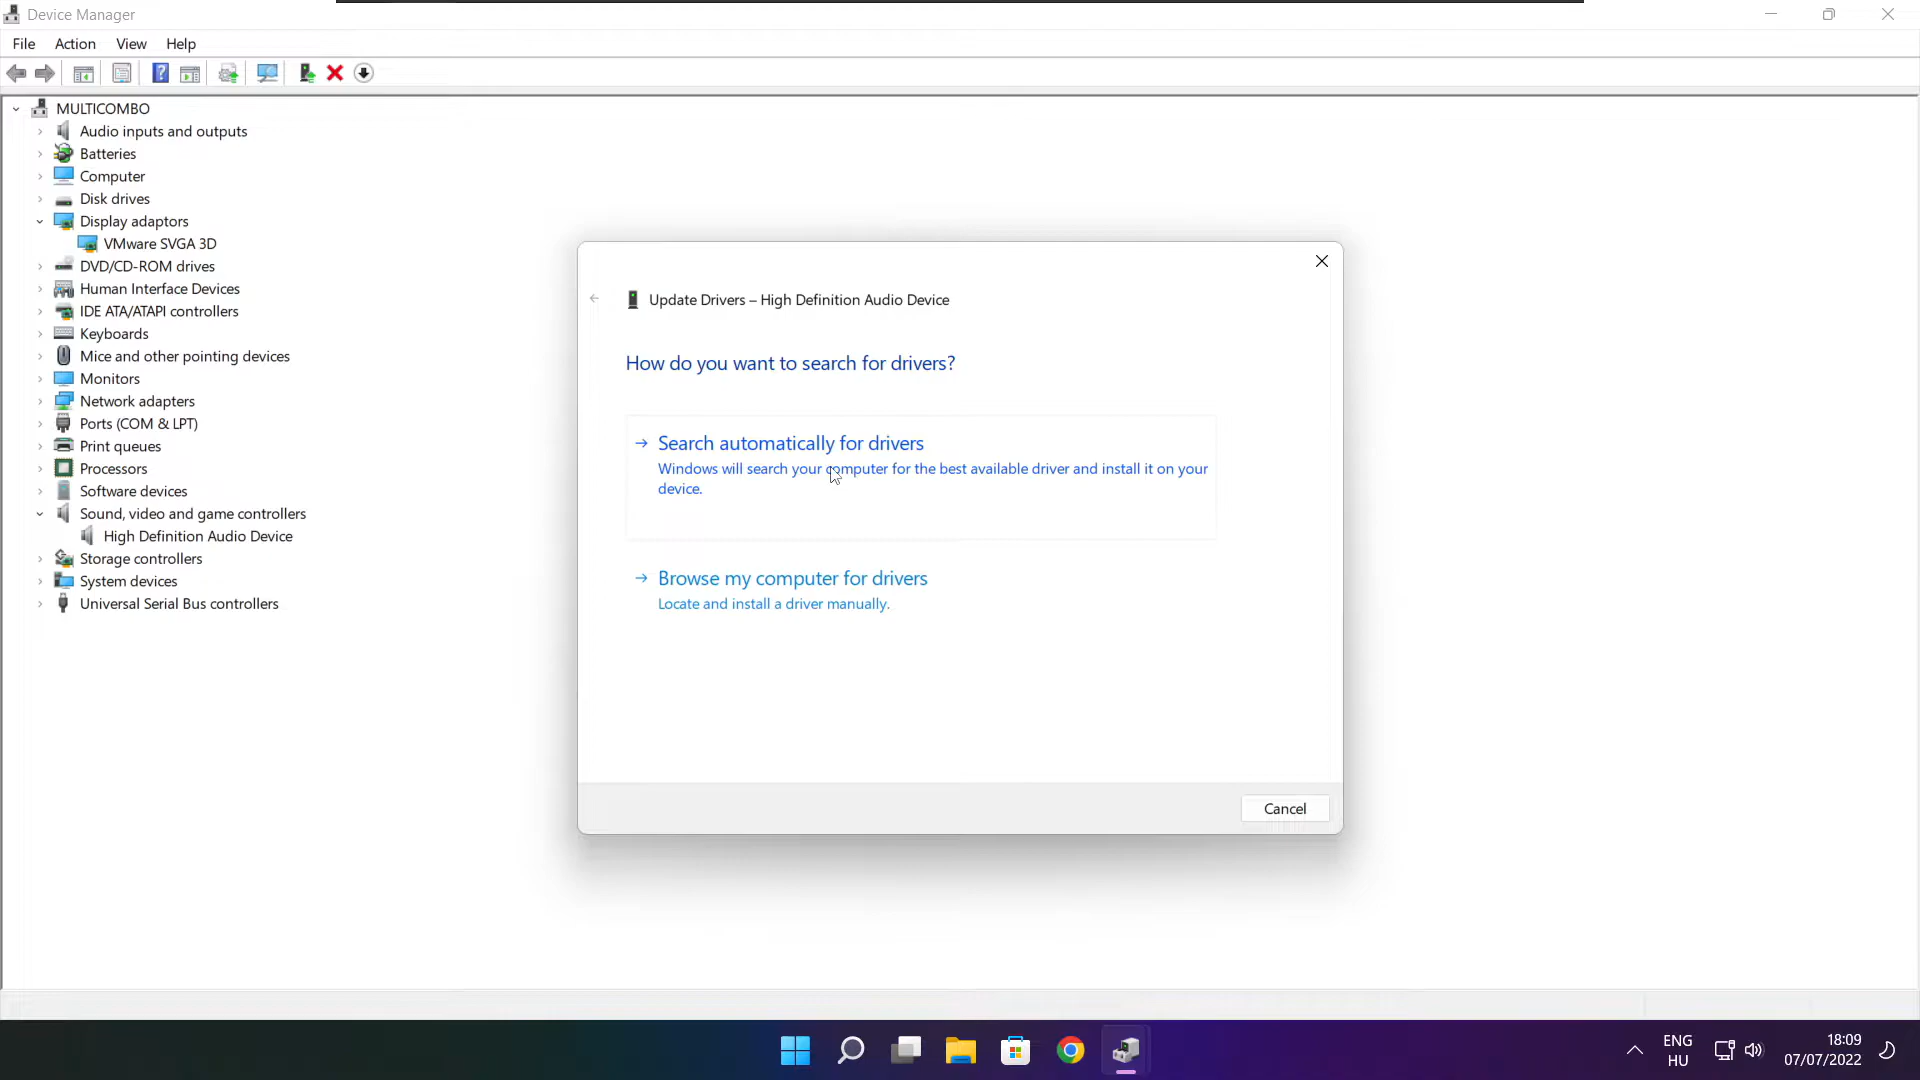 Device Manager
File Action View Help
MULTICOMBO
Audio inputs and outputs
Batteries
Computer
Disk drives
Display adaptors
VMware SVGA 3D
DVD/CD-ROM drives
Human Interface Devices
IDE ATA/ATAPI controllers
Keyboards
Mice and other pointing devices
Monitors
Network adapters
Ports (COM & LPT)
Print queues
Processors
Software devices
Sound, video and game controllers
High Definition Audio Device
Storage controllers
System devices
Universal Serial Bus controllers
Update Drivers – High Definition Audio Device
How do you want to search for drivers?
Search automatically for drivers
Windows will search your computer for the best available driver and install it on your
device.
Browse my computer for drivers
Locate and install a driver manually.
Cancel
ENG
HU
18:09
07/07/2022